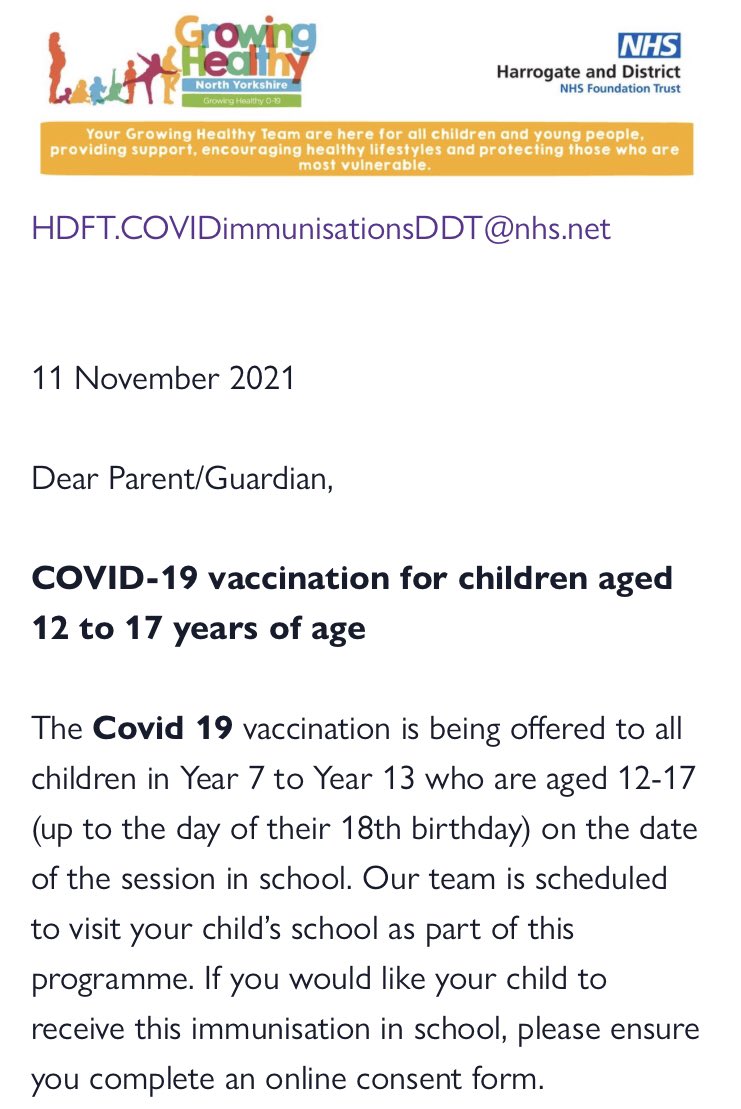 Growing
Healthy
North Yorkshire
Growing Healthy 0-19
NHS
Harrogate and District
NHS Foundation Trust
Your Growing Healthy Team are here for all children and young people,
providing support, encouraging healthy lifestyles and protecting those who are
most vulnerable.
HDFT.COVIDimmunisationsDDT@nhs.net
11 November 2021
Dear Parent/Guardian,
COVID-19 vaccination for children aged
12 to 17 years of age
The Covid 19 vaccination is being offered to all
children in Year 7 to Year 13 who are aged 12-17
(up to the day of their 18th birthday) on the date
of the session in school. Our team is scheduled
to visit your child’s school as part of this
programme. If you would like your child to
receive this immunisation in school, please ensure
you complete an online consent form.